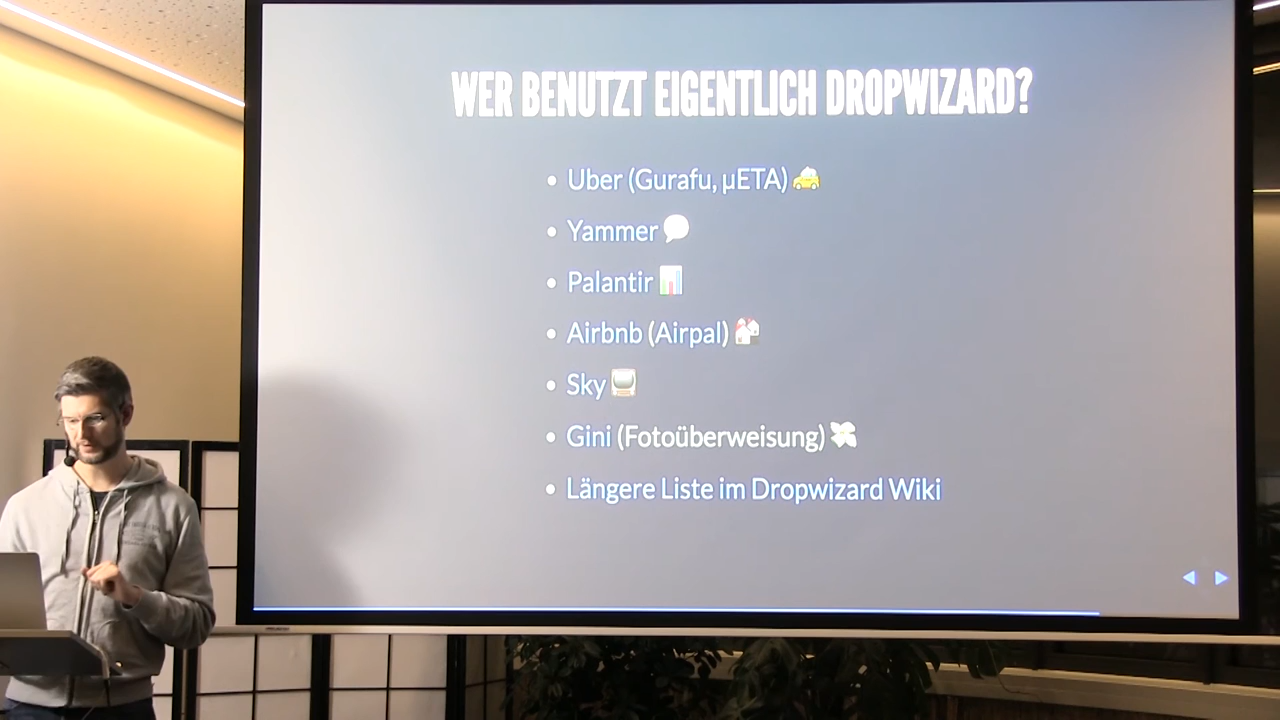 WER BENUTZT EIGENTLICH DROPWIZARD?
Uber (Gurafu, µETA)
Yammer
Palantir
Airbnb (Airpal)
Sky
Gini (Fotoüberweisung)
Längere Liste im Dropwizard Wiki